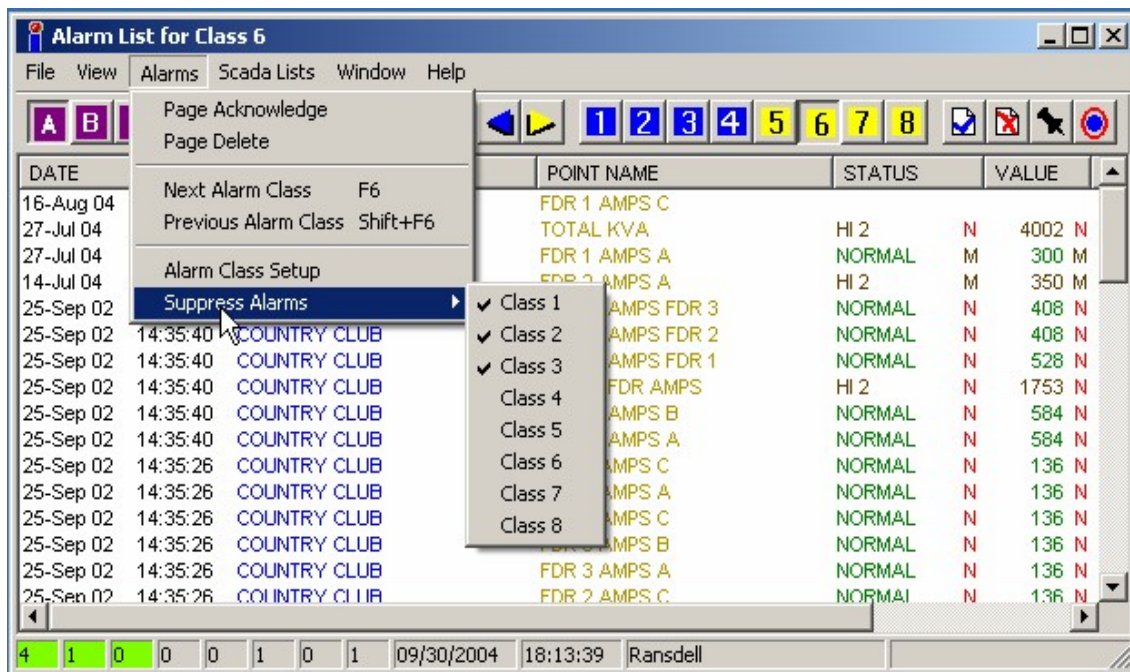 Alarm List for Class 6
File View Alarms Scada Lists Window Help
A B 1 2 3 4 5 6 7 8
Page Acknowledge
Page Delete
Next Alarm Class F6
Previous Alarm Class Shift+F6
Alarm Class Setup
Suppress Alarms
Class 1
Class 2
Class 3
Class 4
Class 5
Class 6
Class 7
Class 8
DATE POINT NAME STATUS VALUE
16-Aug 04 FDR 1 AMPS C
27-Jul 04 TOTAL KVA HI 2 N 4002 N
27-Jul 04 FDR 1 AMPS A NORMAL M 300 M
14-Jul 04 FDR 2 AMPS A HI 2 M 350 M
25-Sep 02 AMPS FDR 3 NORMAL N 408 N
25-Sep 02 14:35:40 COUNTRY CLUB AMPS FDR 2 NORMAL N 408 N
25-Sep 02 14:35:40 COUNTRY CLUB AMPS FDR 1 NORMAL N 528 N
25-Sep 02 14:35:40 COUNTRY CLUB FDR AMPS HI 2 N 1753 N
25-Sep 02 14:35:40 COUNTRY CLUB AMPS B NORMAL N 584 N
25-Sep 02 14:35:40 COUNTRY CLUB AMPS A NORMAL N 584 N
25-Sep 02 14:35:26 COUNTRY CLUB AMPS C NORMAL N 136 N
25-Sep 02 14:35:26 COUNTRY CLUB AMPS A NORMAL N 136 N
25-Sep 02 14:35:26 COUNTRY CLUB AMPS C NORMAL N 136 N
25-Sep 02 14:35:26 COUNTRY CLUB FDR 3 AMPS B NORMAL N 136 N
25-Sep 02 14:35:26 COUNTRY CLUB FDR 3 AMPS A NORMAL N 136 N
25-Sep 02 14:35:26 COUNTRY CLUB FDR 2 AMPS C NORMAL N 136 N
4 1 0 0 0 1 0 1 09/30/2004 18:13:39 Ransdell